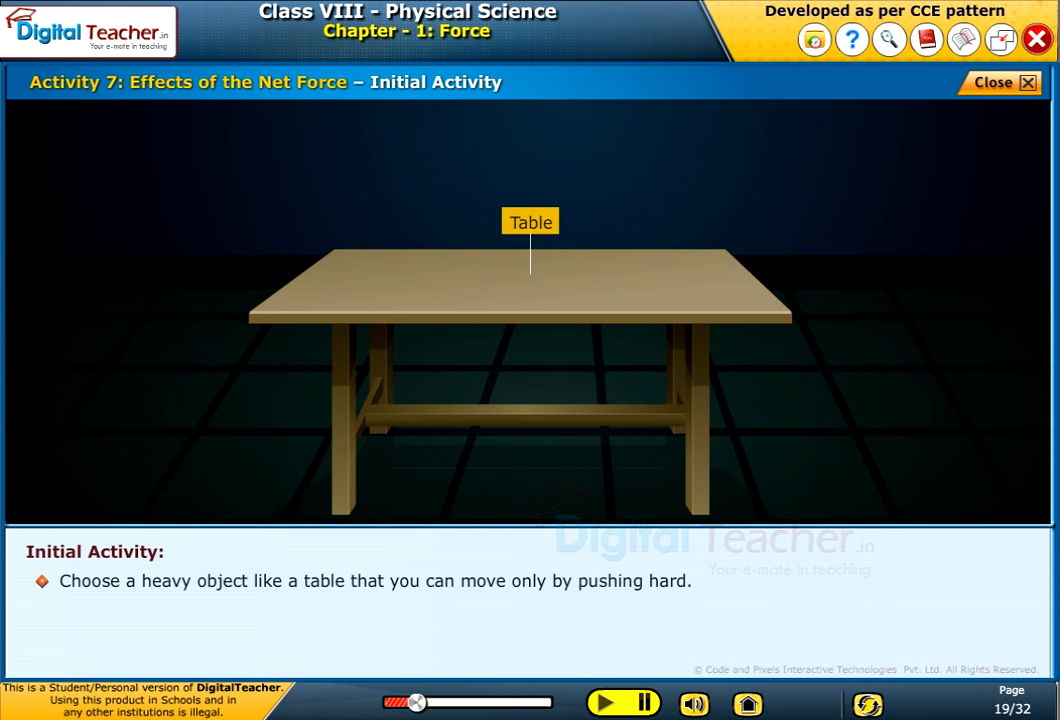 Digital Teacher.in
Your e-mate in teaching
Class VIII - Physical Science
Chapter - 1: Force
Developed as per CCE pattern
Activity 7: Effects of the Net Force – Initial Activity
Close
Table
Initial Activity:
Choose a heavy object like a table that you can move only by pushing hard.
Digital Teacher.in
Your e-mate in teaching
© Code and Pixels Interactive Technologies Pvt. Ltd. All Rights Reserved.
This is a Student/Personal version of DigitalTeacher.
Using this product in Schools and in
any other institutions is illegal.
Page
19/32